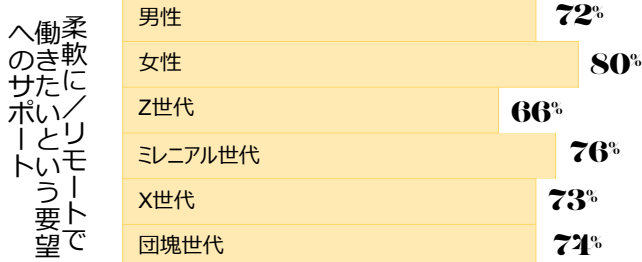 柔軟に／リモートで
働きたいという要望
へのサポート
男性 72%
女性 80%
Z世代 66%
ミレニアル世代 76%
X世代 73%
団塊世代 74%